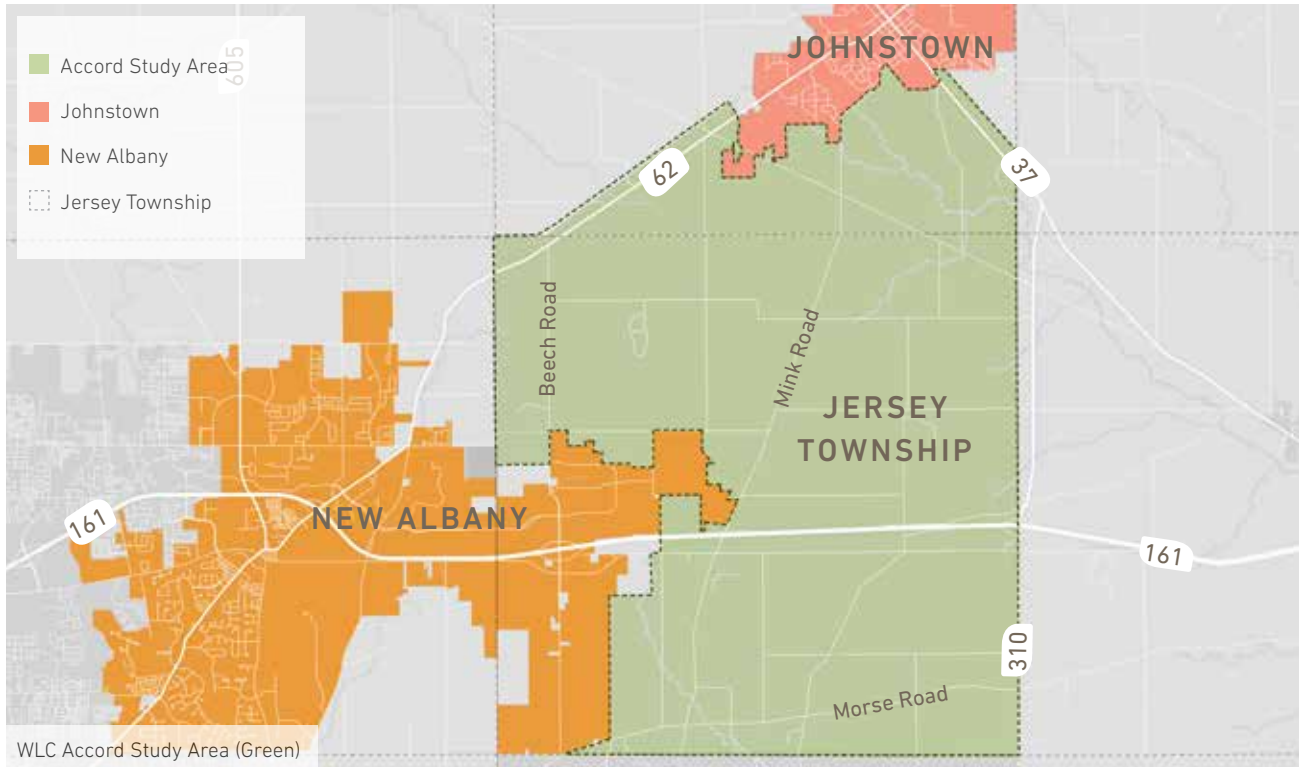 Accord Study Area
Johnstown
New Albany
Jersey Township
605
JOHNSTOWN
62
37
Beech Road
Mink Road
JERSEY
TOWNSHIP
161
NEW ALBANY
161
310
Morse Road
WLC Accord Study Area (Green)